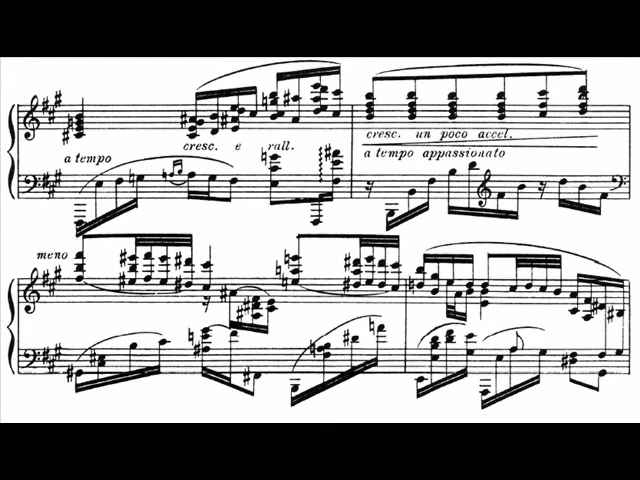 a tempo
cresc. e rall.
cresc. un poco accel.
a tempo appassionato
meno